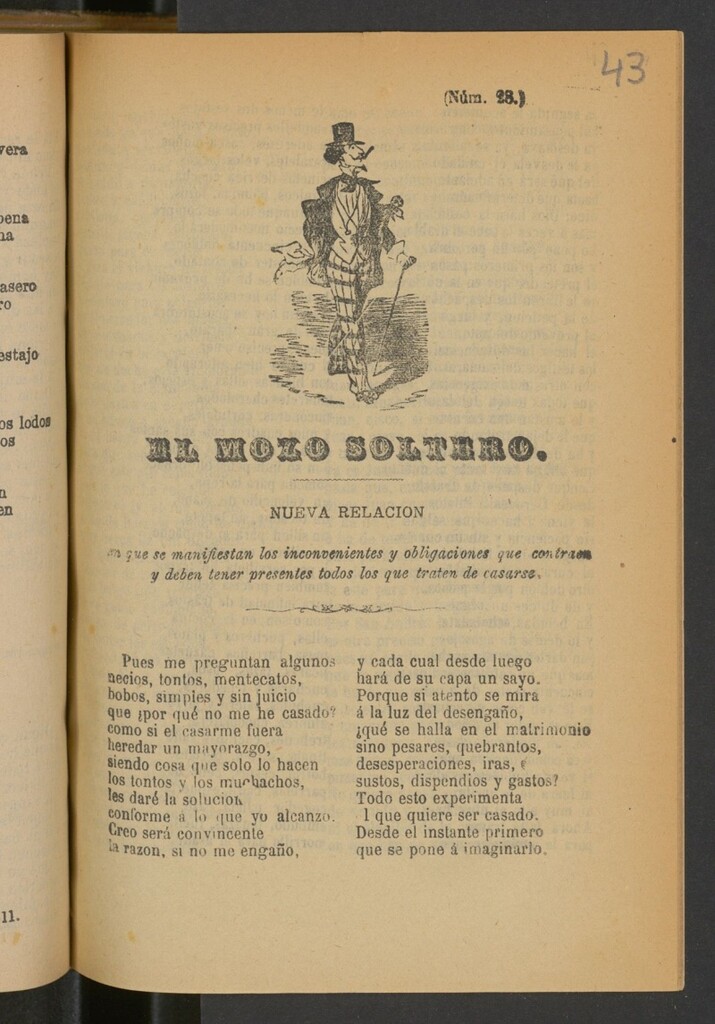 vera
asero
estajo
os lodos
os
en
11.
43
(Núm. 28.)
EL MOZO SOLTERO.
NUEVA RELACION
que se manifiestan los inconvenientes y obligaciones que contraen
y deben tener presentes todos los que traten de casarse.
Pues me preguntan algunos
necios, tontos, mentecatos,
bobos, simples y sin juicio
que ¿por qué no me he casado?
como si el casarme fuera
heredar un mayorazgo,
siendo cosa que solo lo hacen
los tontos y los muchachos,
les daré la solucion
conforme á lo que yo alcanzo.
Creo será convincente
la razon, si no me engaño,
y cada cual desde luego
hará de su capa un sayo.
Porque si atento se mira
á la luz del desengaño,
¿qué se halla en el matrimonio
sino pesares, quebrantos,
desesperaciones, iras,
sustos, dispendios y gastos?
Todo esto experimenta
l que quiere ser casado.
Desde el instante primero
que se pone á imaginarlo.